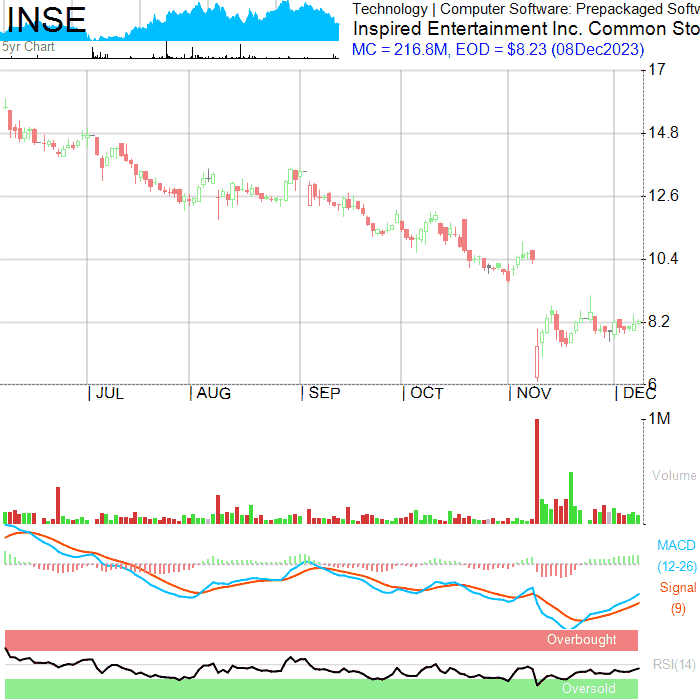 INSE
5yr Chart
Technology | Computer Software: Prepackaged Softw
Inspired Entertainment Inc. Common Sto
MC = 216.8M, EOD = $8.23 (08Dec2023)
17
14.8
12.6
10.4
8.2
6
| JUL | AUG | SEP | OCT | NOV | DEC
1M
Volume
MACD
(12-26)
Signal
(9)
Overbought
RSI(14)
Oversold